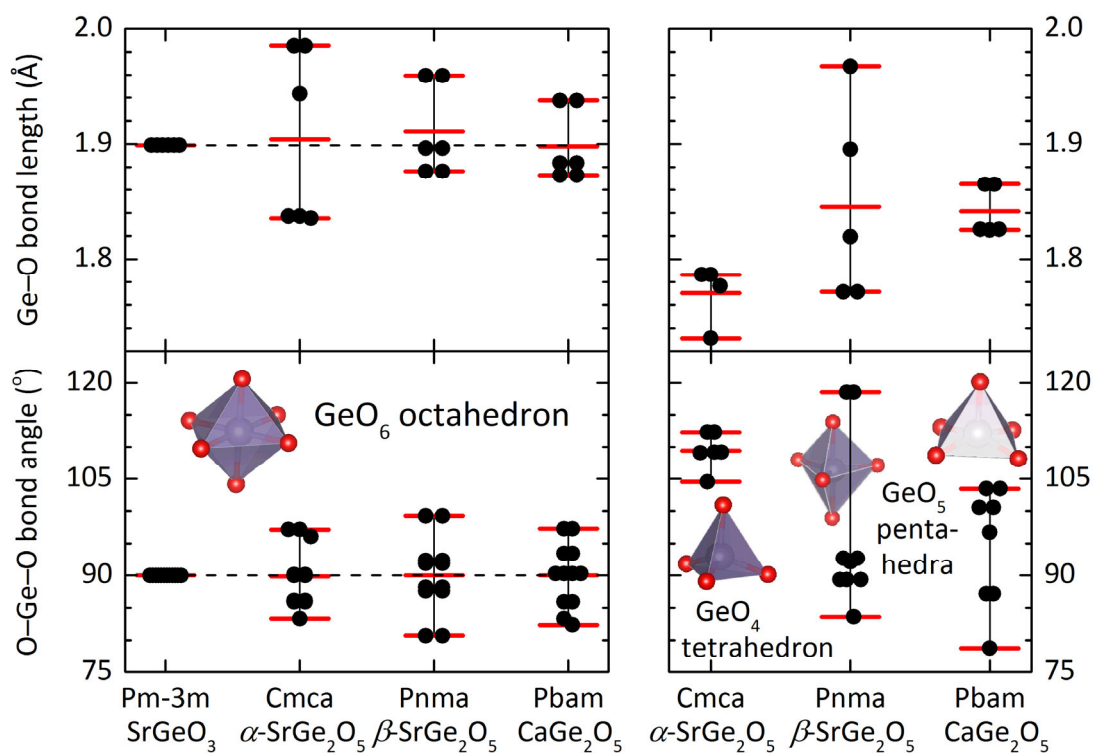 2.0
1.9
1.8
Ge–O bond length (Å)
2.0
1.9
1.8
120
105
90
75
O–Ge–O bond angle (°)
GeO₆ octahedron
120
105
90
75
GeO₅
penta-
hedra
GeO₄
tetrahedron
Pm-3m Cmca Pnma Pbam
SrGeO₃ α-SrGe₂O₅ β-SrGe₂O₅ CaGe₂O₅
Cmca Pnma Pbam
α-SrGe₂O₅ β-SrGe₂O₅ CaGe₂O₅